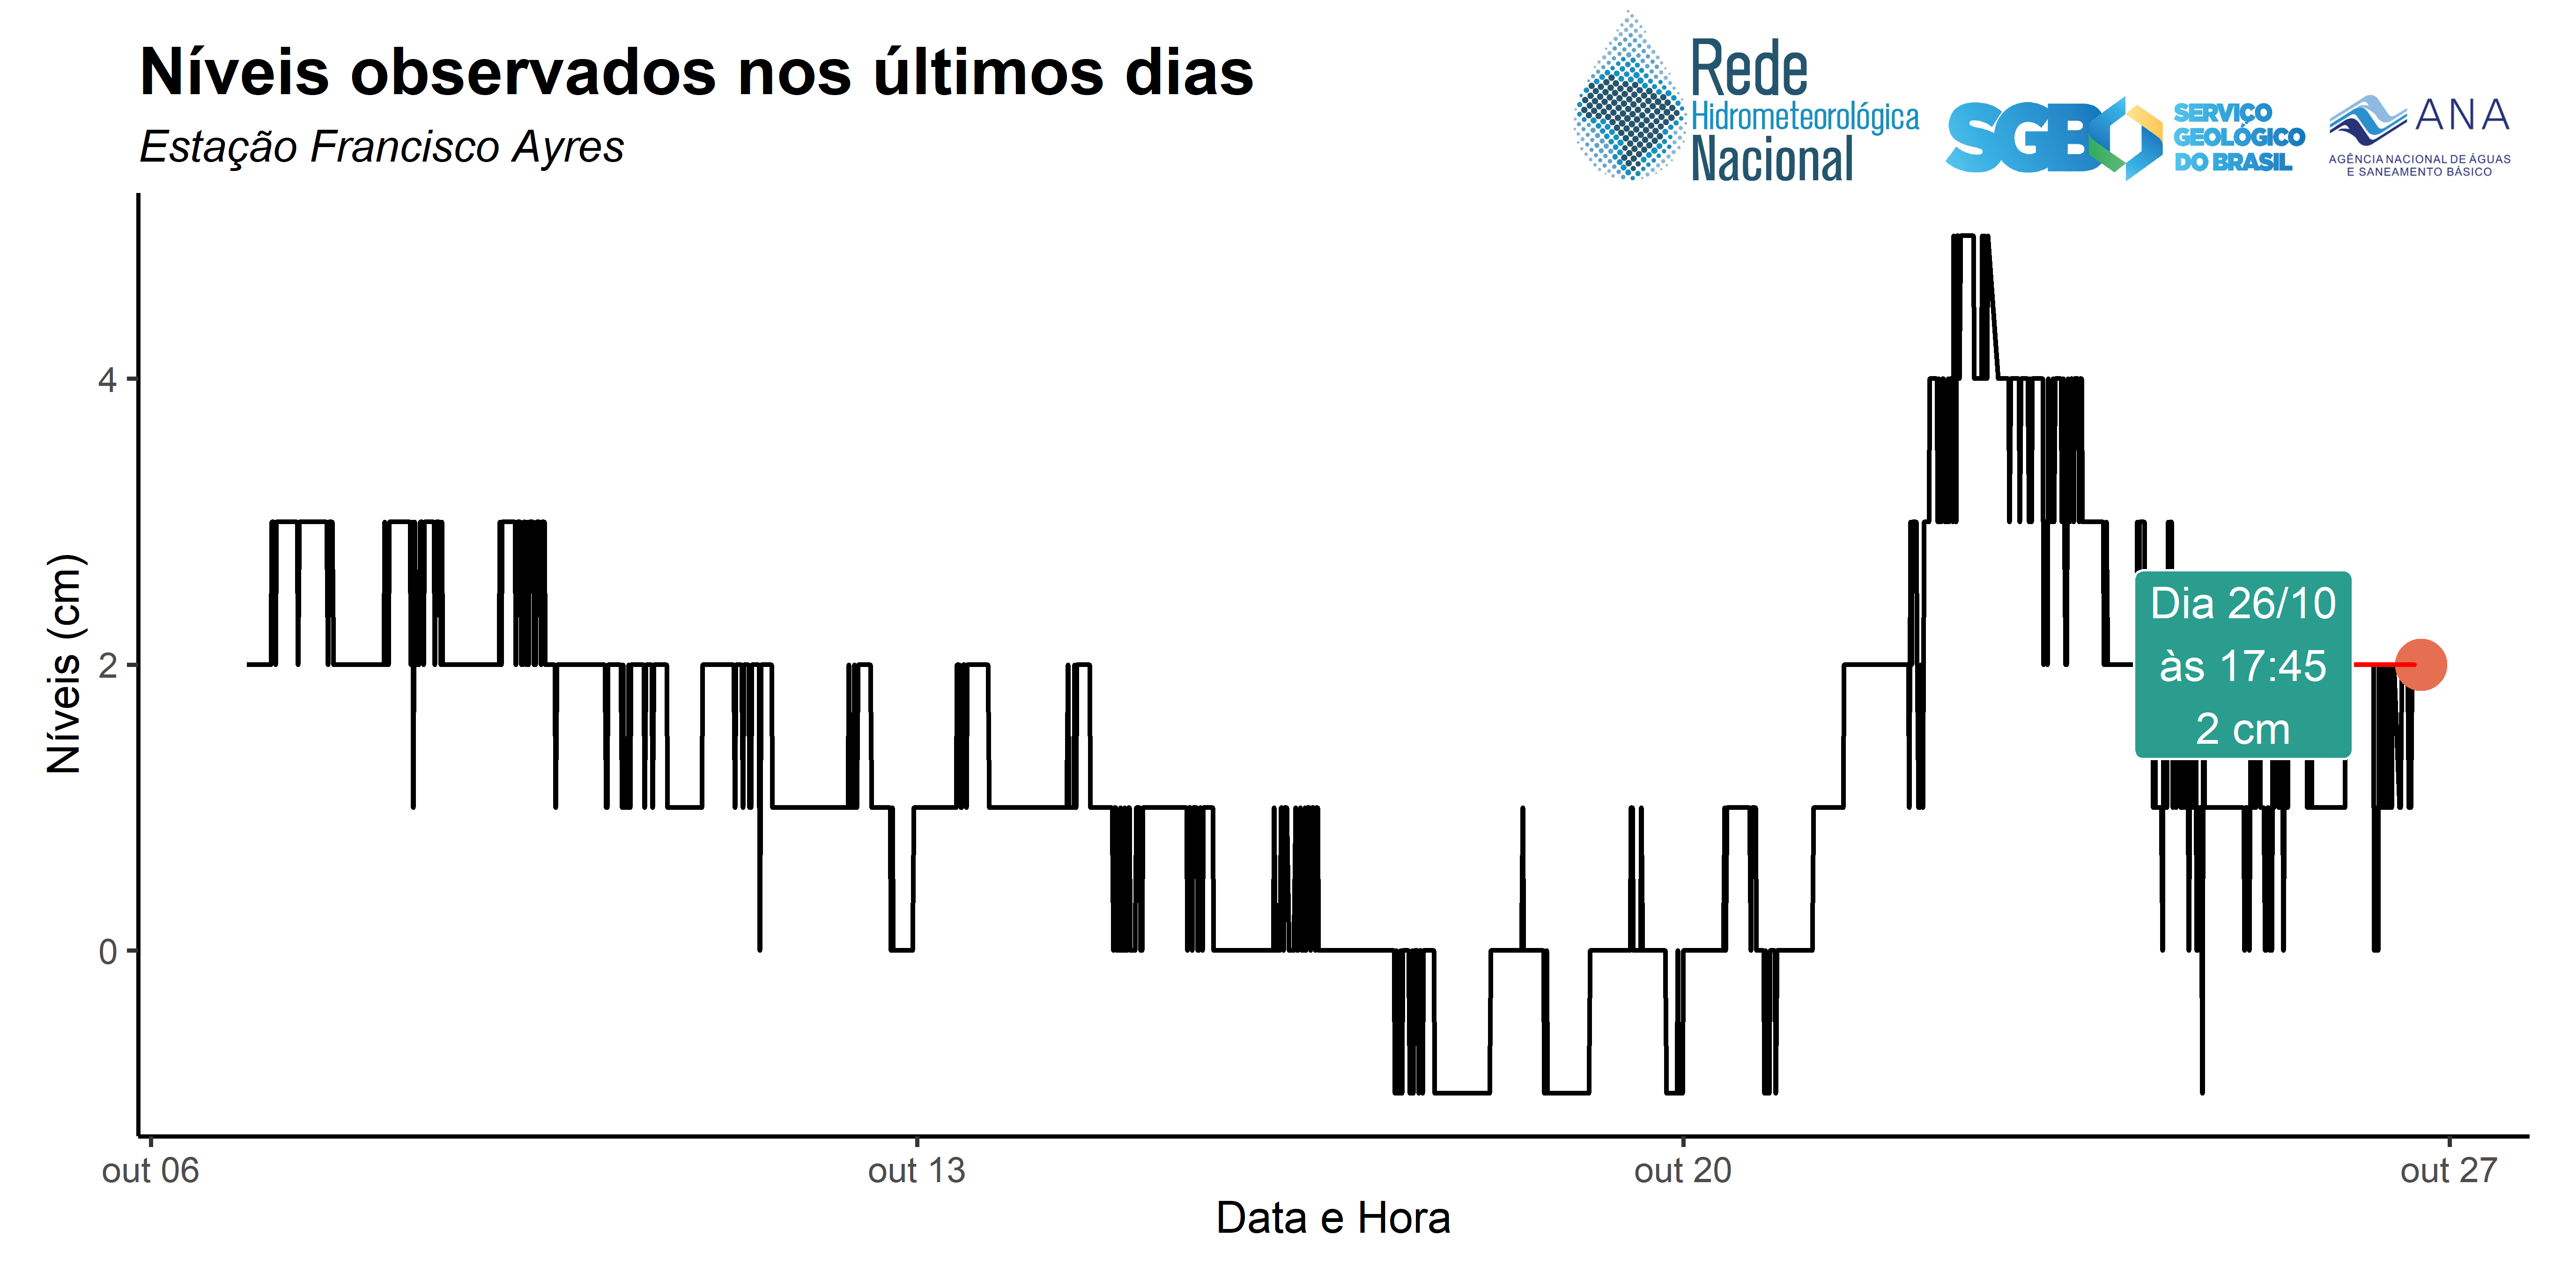 Níveis observados nos últimos dias
Estação Francisco Ayres
Rede
Hidrometeorológica
Nacional
SGB
SERVIÇO
GEOLÓGICO
DO BRASIL
ANA
AGÊNCIA NACIONAL DE ÁGUAS
E SANEAMENTO BÁSICO
Níveis (cm)
4
2
0
Dia 26/10
às 17:45
2 cm
out 06
out 13
out 20
out 27
Data e Hora